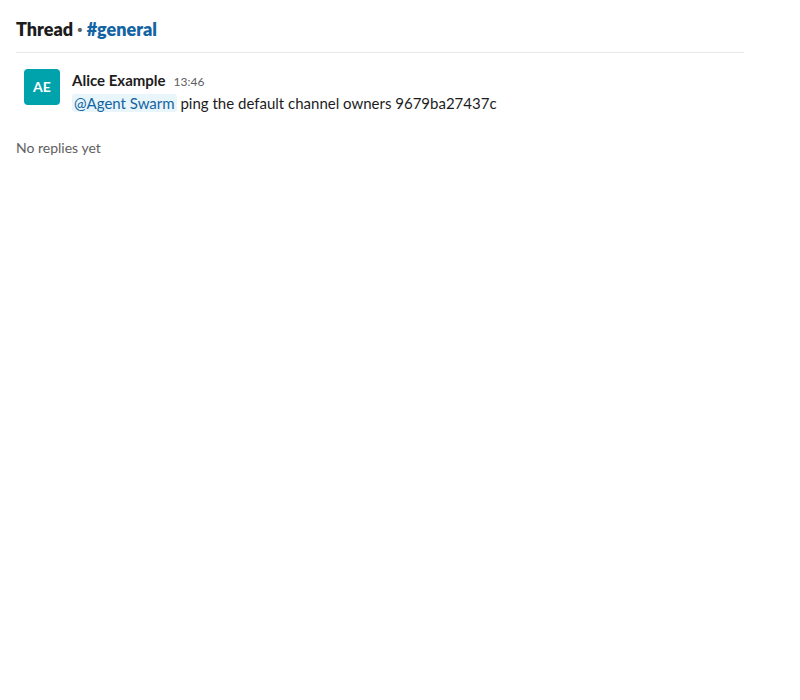 Thread • #general
AE
Alice Example 13:46
@Agent Swarm ping the default channel owners 9679ba27437c
No replies yet